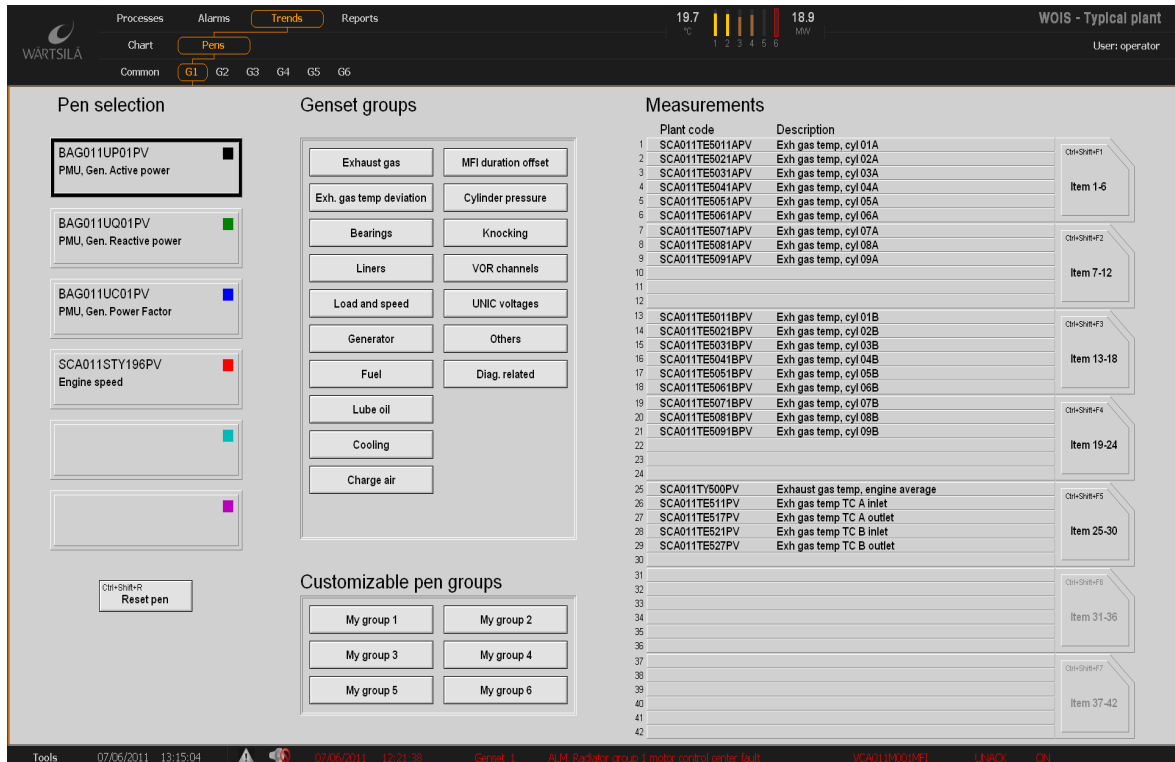 Processes Alarms Trends Reports
19.7 °C
1 2 3 4 5 6
18.9 MW
WOIS - Typical plant
WÄRTSILÄ
Chart Pens
User: operator
Common G1 G2 G3 G4 G5 G6
Pen selection
BAG011UP01PV
PMU, Gen. Active power
BAG011UQ01PV
PMU, Gen. Reactive power
BAG011UC01PV
PMU, Gen. Power Factor
SCA011STY196PV
Engine speed
Ctrl+Shift+R
Reset pen
Genset groups
Exhaust gas MFI duration offset
Exh. gas temp deviation Cylinder pressure
Bearings Knocking
Liners VOR channels
Load and speed UNIC voltages
Generator Others
Fuel Diag. related
Lube oil
Cooling
Charge air
Customizable pen groups
My group 1 My group 2
My group 3 My group 4
My group 5 My group 6
Measurements
Plant code Description
1 SCA011TE5011APV Exh gas temp, cyl 01A
2 SCA011TE5021APV Exh gas temp, cyl 02A
3 SCA011TE5031APV Exh gas temp, cyl 03A
4 SCA011TE5041APV Exh gas temp, cyl 04A
5 SCA011TE5051APV Exh gas temp, cyl 05A
6 SCA011TE5061APV Exh gas temp, cyl 06A
7 SCA011TE5071APV Exh gas temp, cyl 07A
8 SCA011TE5081APV Exh gas temp, cyl 08A
9 SCA011TE5091APV Exh gas temp, cyl 09A
10
11
12
13 SCA011TE5011BPV Exh gas temp, cyl 01B
14 SCA011TE5021BPV Exh gas temp, cyl 02B
15 SCA011TE5031BPV Exh gas temp, cyl 03B
16 SCA011TE5041BPV Exh gas temp, cyl 04B
17 SCA011TE5051BPV Exh gas temp, cyl 05B
18 SCA011TE5061BPV Exh gas temp, cyl 06B
19 SCA011TE5071BPV Exh gas temp, cyl 07B
20 SCA011TE5081BPV Exh gas temp, cyl 08B
21 SCA011TE5091BPV Exh gas temp, cyl 09B
22
23
24
25 SCA011TY500PV Exhaust gas temp, engine average
26 SCA011TE511PV Exh gas temp TC A inlet
27 SCA011TE517PV Exh gas temp TC A outlet
28 SCA011TE521PV Exh gas temp TC B inlet
29 SCA011TE527PV Exh gas temp TC B outlet
30
31
32
33
34
35
36
37
38
39
40
41
42
Ctrl+Shift+F1
Item 1-6
Ctrl+Shift+F2
Item 7-12
Ctrl+Shift+F3
Item 13-18
Ctrl+Shift+F4
Item 19-24
Ctrl+Shift+F5
Item 25-30
Ctrl+Shift+F6
Item 31-36
Ctrl+Shift+F7
Item 37-42
Tools 07/06/2011 13:15:04 07/06/2011 12:21:38 Genset 1 ALM, Radiator group 1 motor control center fault VCA011M001MFI UNACK ON